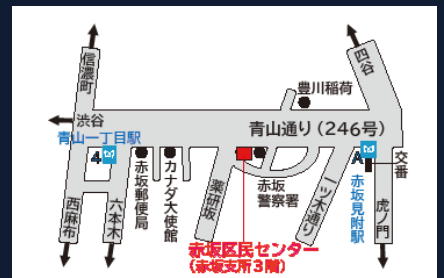 信濃町
四谷
豊川稲荷
渋谷
青山通り(246号)
青山一丁目駅
4
A
交番
西麻布
六本木
赤坂郵便局
カナダ大使館
薬研坂
赤坂
警察署
一ツ木通り
赤坂見附駅
虎ノ門
赤坂区民センター
(赤坂支所3階)